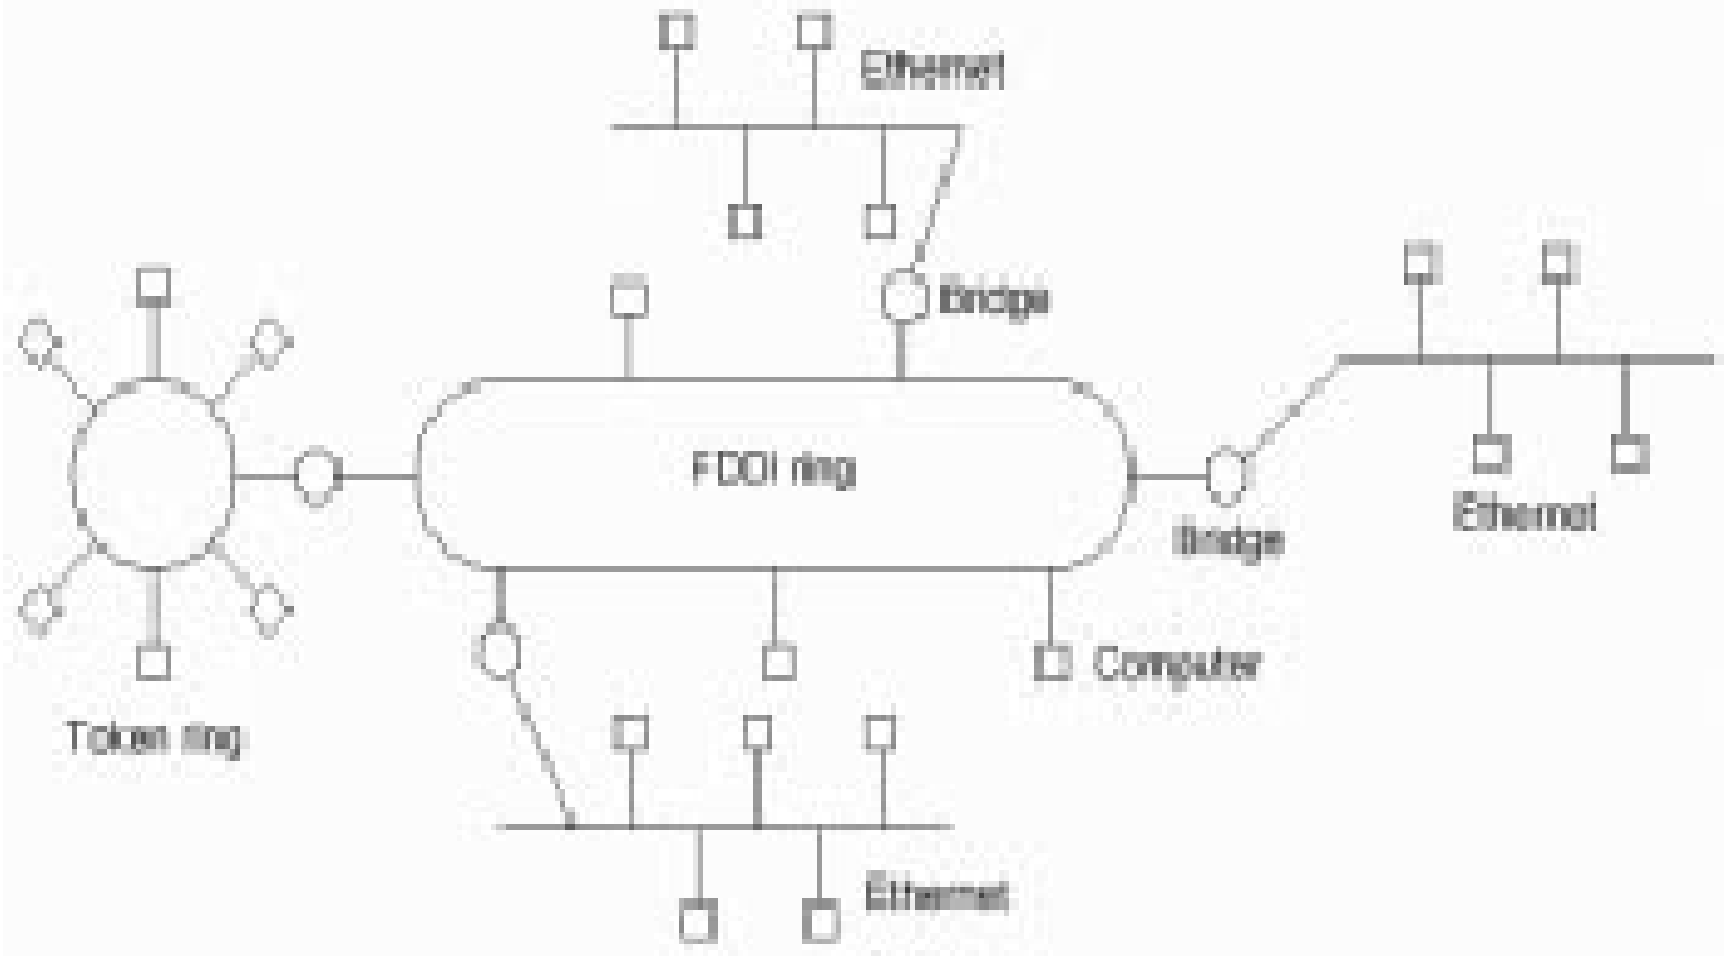 Ethernet
Bridge
FDDI ring
Ethernet
Bridge
Computer
Token ring
Ethernet